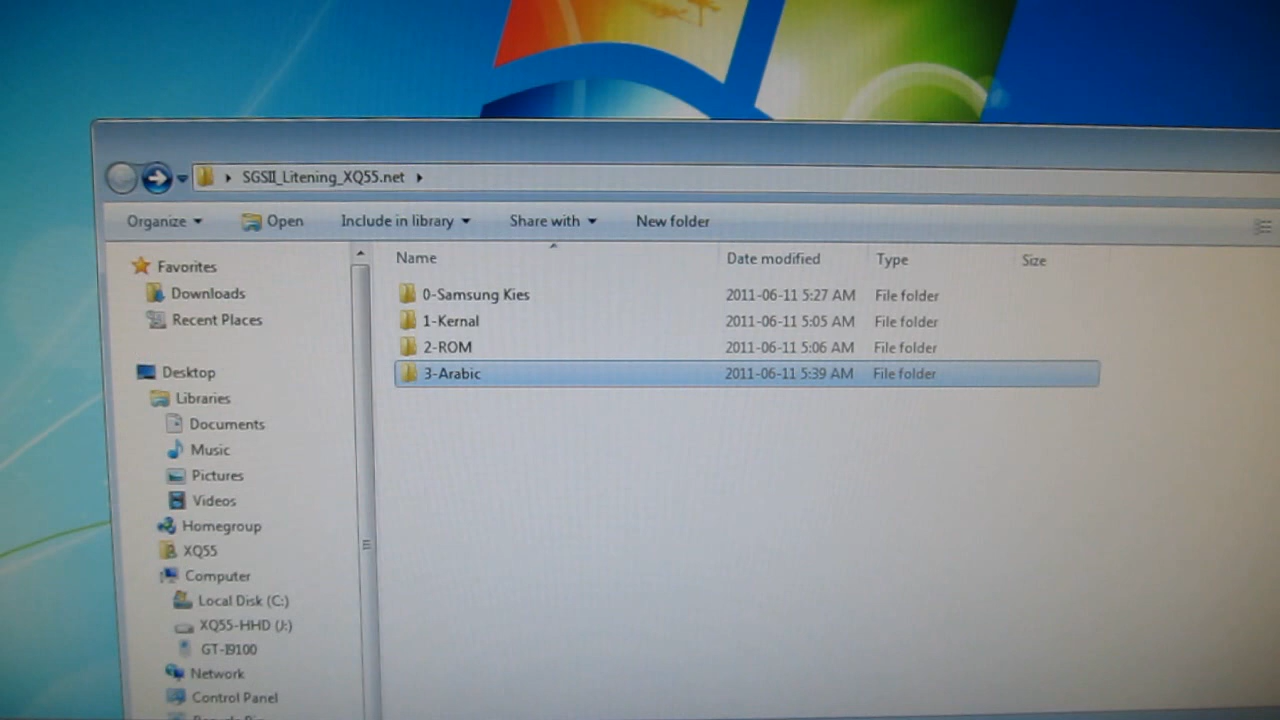 SGSII_Litening_XQ55.net
Organize Open Include in library Share with New folder
Name Date modified Type Size
Favorites
Downloads
Recent Places
Desktop
Libraries
Documents
Music
Pictures
Videos
Homegroup
XQ55
Computer
Local Disk (C:)
XQ55-HHD (J:)
GT-I9100
Network
Control Panel
0-Samsung Kies 2011-06-11 5:27 AM File folder
1-Kernal 2011-06-11 5:05 AM File folder
2-ROM 2011-06-11 5:06 AM File folder
3-Arabic 2011-06-11 5:39 AM File folder